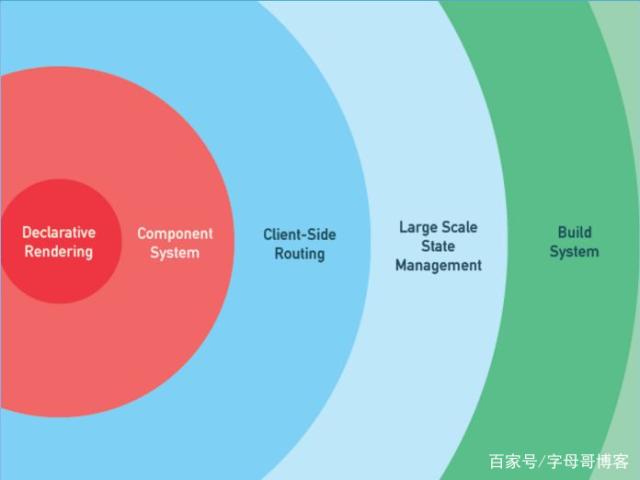 Declarative
Rendering
Component
System
Client-Side
Routing
Large Scale
State
Management
Build
System
百家号/字母哥博客